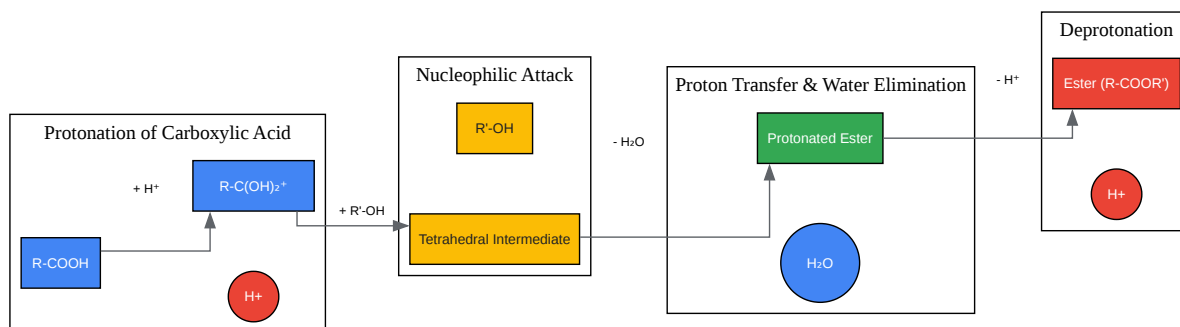 Protonation of Carboxylic Acid
+ H⁺
R-C(OH)₂⁺
R-COOH
H+
+ R'-OH
Nucleophilic Attack
R'-OH
Tetrahedral Intermediate
- H₂O
Proton Transfer & Water Elimination
Protonated Ester
H₂O
- H⁺
Deprotonation
Ester (R-COOR')
H+